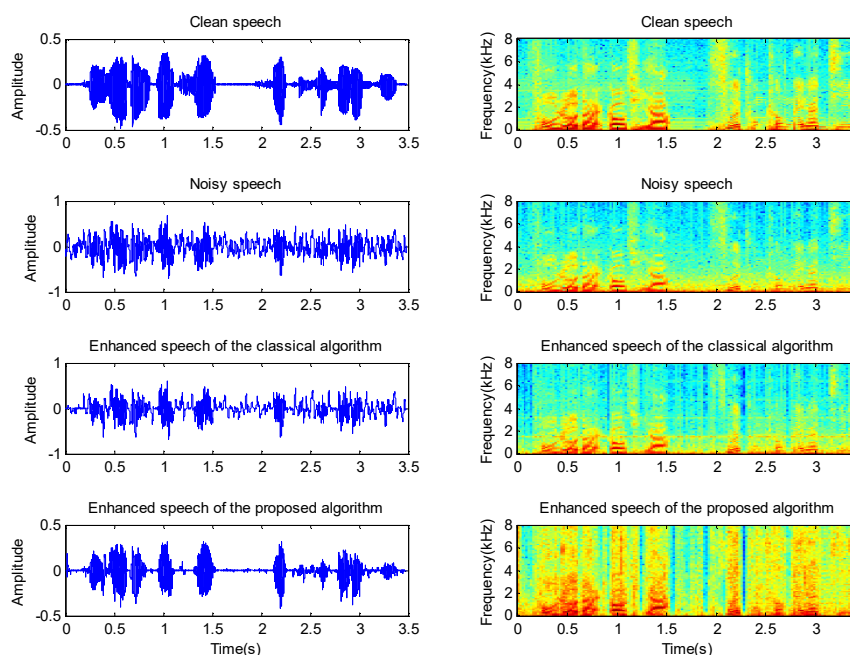 Clean speech
Amplitude
0.5
0
-0.5
0 0.5 1 1.5 2 2.5 3 3.5
Clean speech
Frequency(kHz)
8
6
4
2
0
0 0.5 1 1.5 2 2.5 3
Noisy speech
Amplitude
1
0
-1
0 0.5 1 1.5 2 2.5 3 3.5
Noisy speech
Frequency(kHz)
8
6
4
2
0
0 0.5 1 1.5 2 2.5 3
Enhanced speech of the classical algorithm
Amplitude
1
0
-1
0 0.5 1 1.5 2 2.5 3 3.5
Enhanced speech of the classical algorithm
Frequency(kHz)
8
6
4
2
0
0 0.5 1 1.5 2 2.5 3
Enhanced speech of the proposed algorithm
Amplitude
0.5
0
-0.5
0 0.5 1 1.5 2 2.5 3 3.5
Time(s)
Enhanced speech of the proposed algorithm
Frequency(kHz)
8
6
4
2
0
0 0.5 1 1.5 2 2.5 3
Time(s)